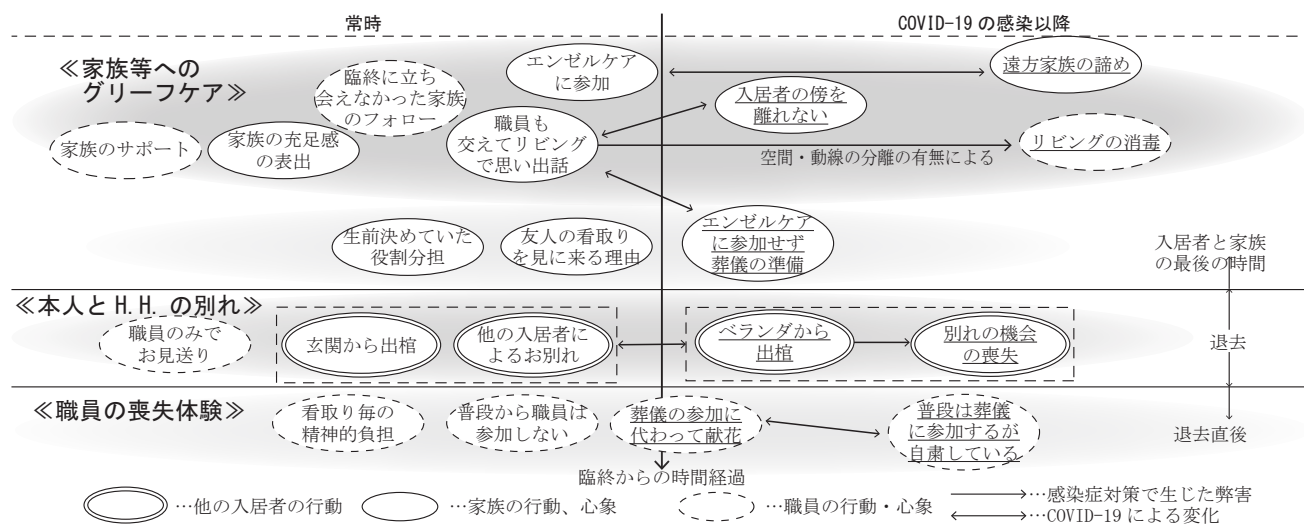 常時
COVID-19 の感染以降
≪家族等への
グリーフケア≫
臨終に立ち
会えなかった家族
のフォロー
エンゼルケア
に参加
遠方家族の諦め
入居者の傍を
離れない
家族のサポート
家族の充足感
の表出
職員も
交えてリビング
で思い出話
空間・動線の分離の有無による
リビングの消毒
生前決めていた
役割分担
友人の看取り
を見に来る理由
エンゼルケア
に参加せず
葬儀の準備
入居者と家族
の最後の時間
≪本人と H.H. の別れ≫
職員のみで
お見送り
玄関から出棺
他の入居者に
よるお別れ
ベランダから
出棺
別れの機会
の喪失
退去
≪職員の喪失体験≫
看取り毎の
精神的負担
普段から職員は
参加しない
葬儀の参加に
代わって献花
普段は葬儀
に参加するが
自粛している
退去直後
臨終からの時間経過
…他の入居者の行動
…家族の行動、心象
…職員の行動・心象
…感染症対策で生じた弊害
…COVID-19 による変化